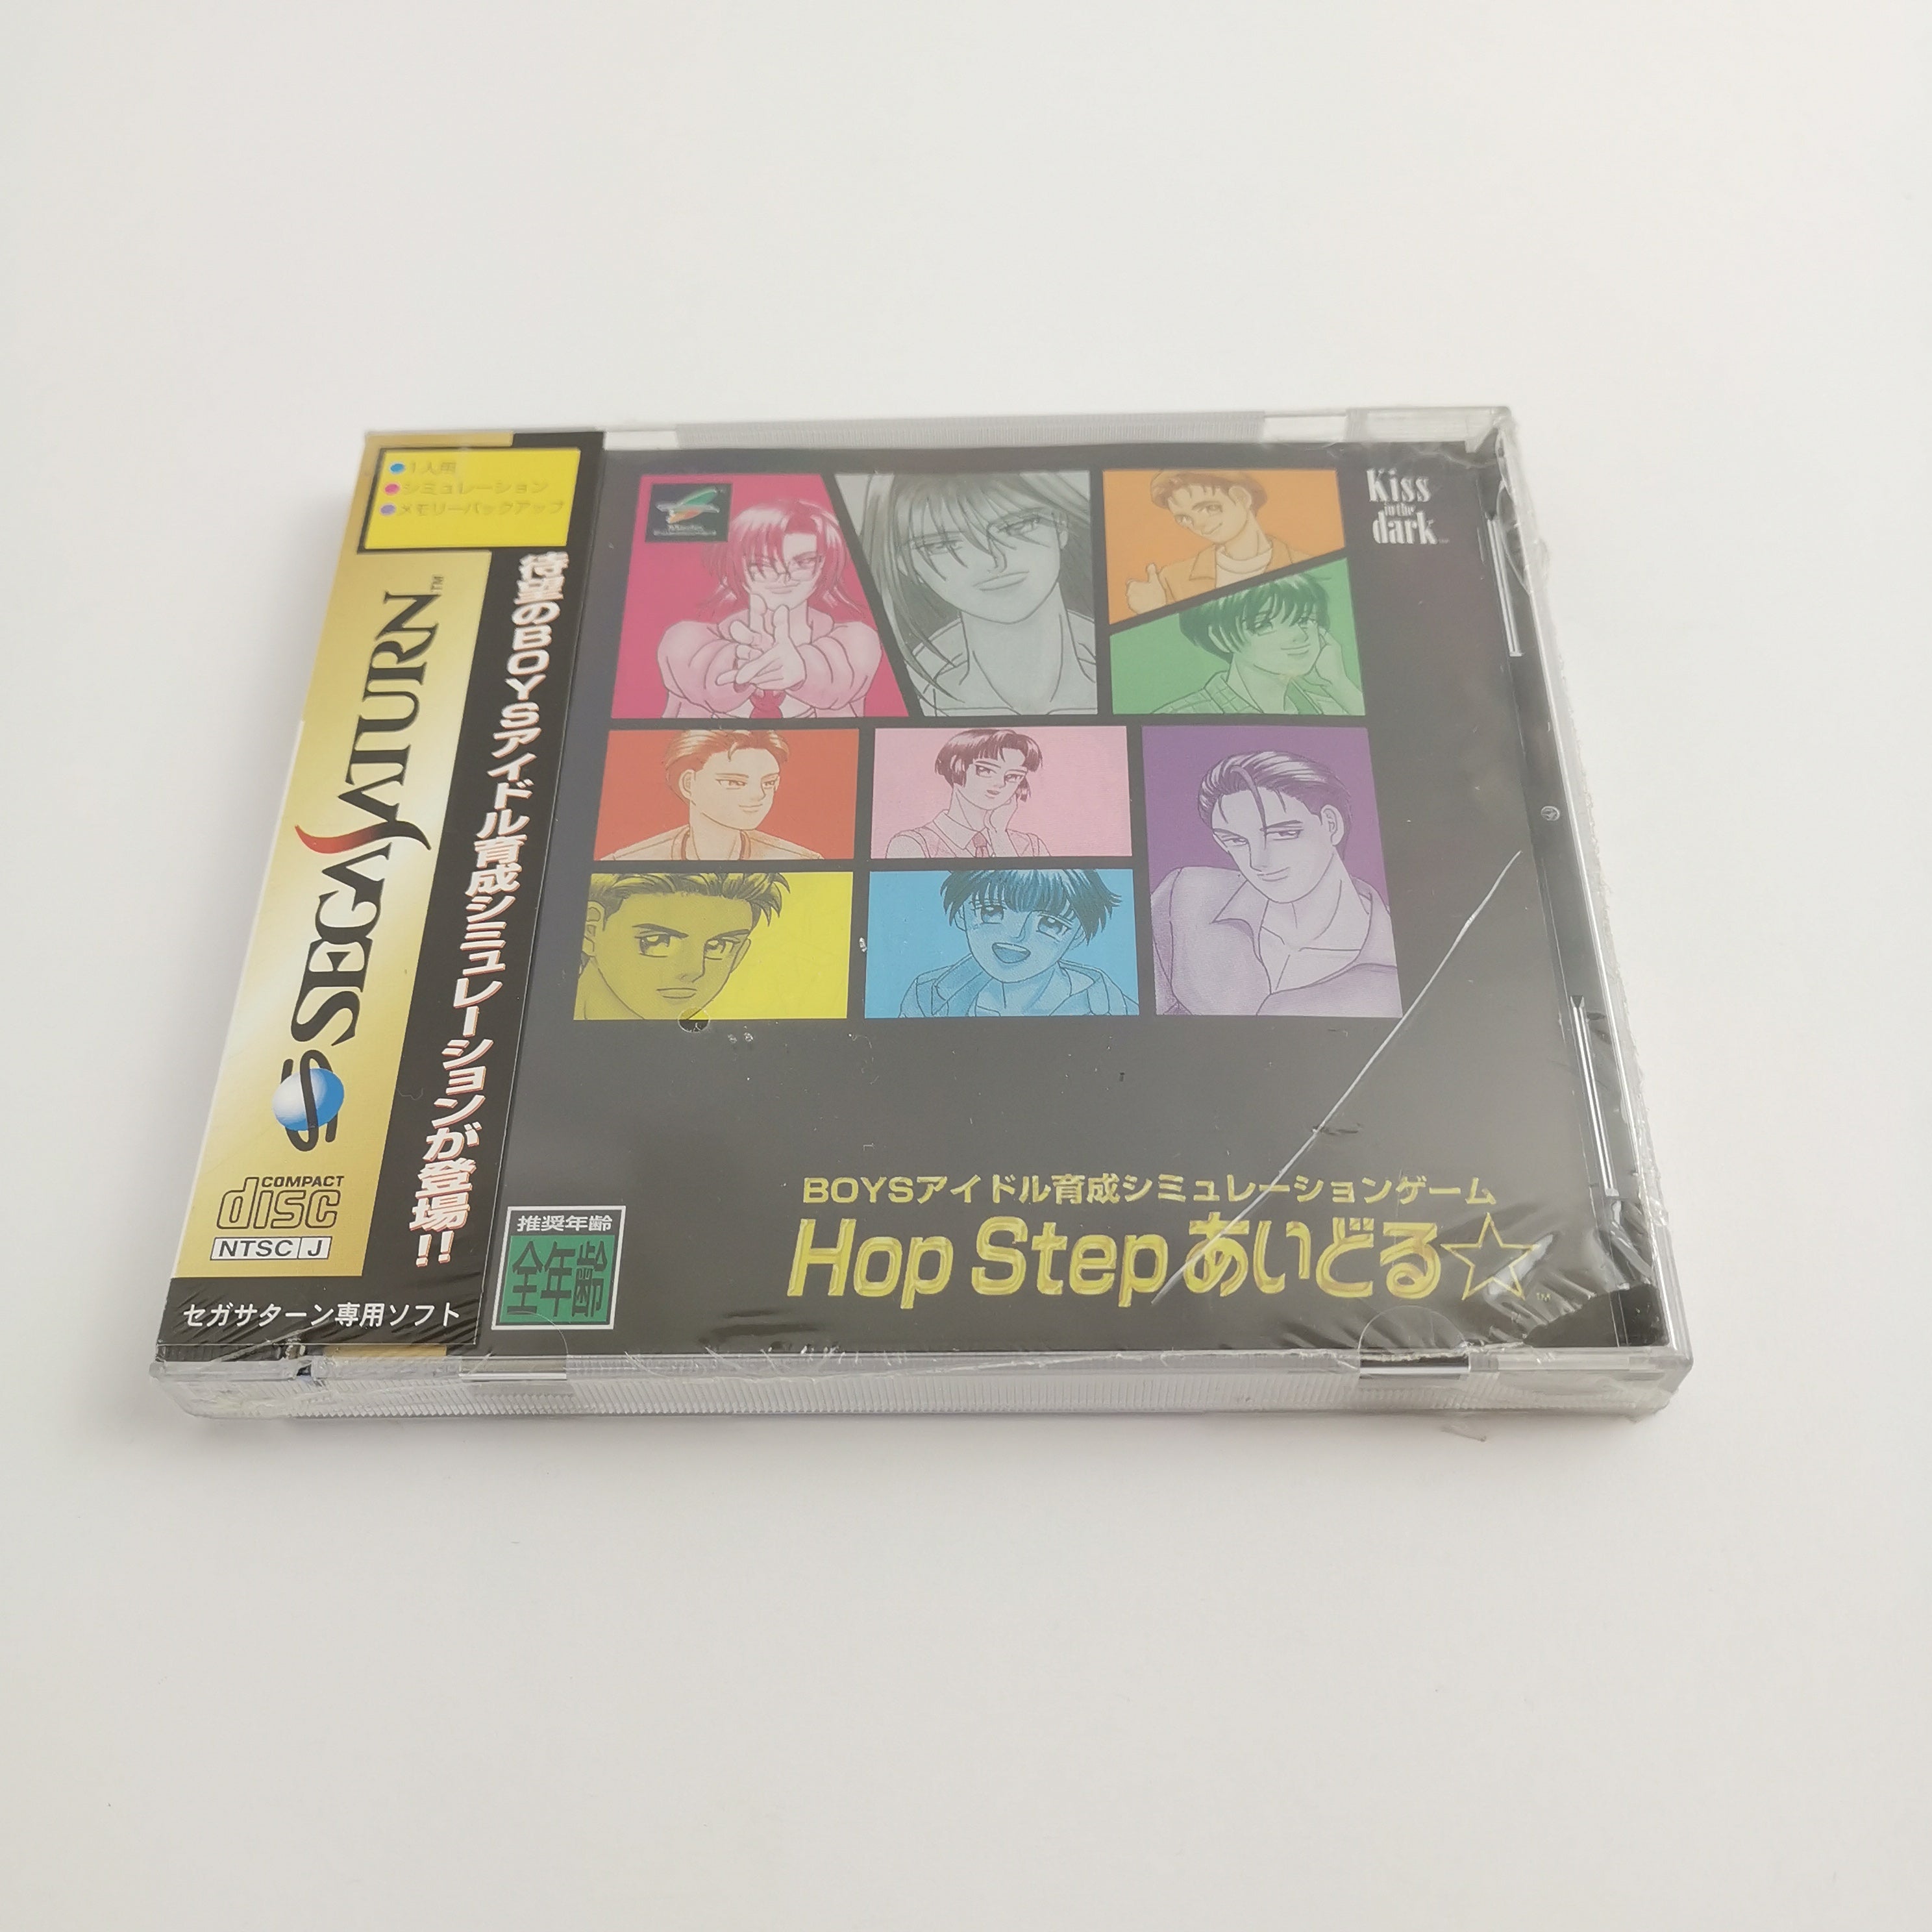 1人用
シミュレーション
メモリーバックアップ
SEGA SATURN™
COMPACT
disc
NTSC J
セガサターン専用ソフト
待望のBOYSアイドル育成シミュレーションが登場!!
Kiss
in the
dark
推奨年齢
全年齢
BOYSアイドル育成シミュレーションゲーム
Hop Step あいどる☆™